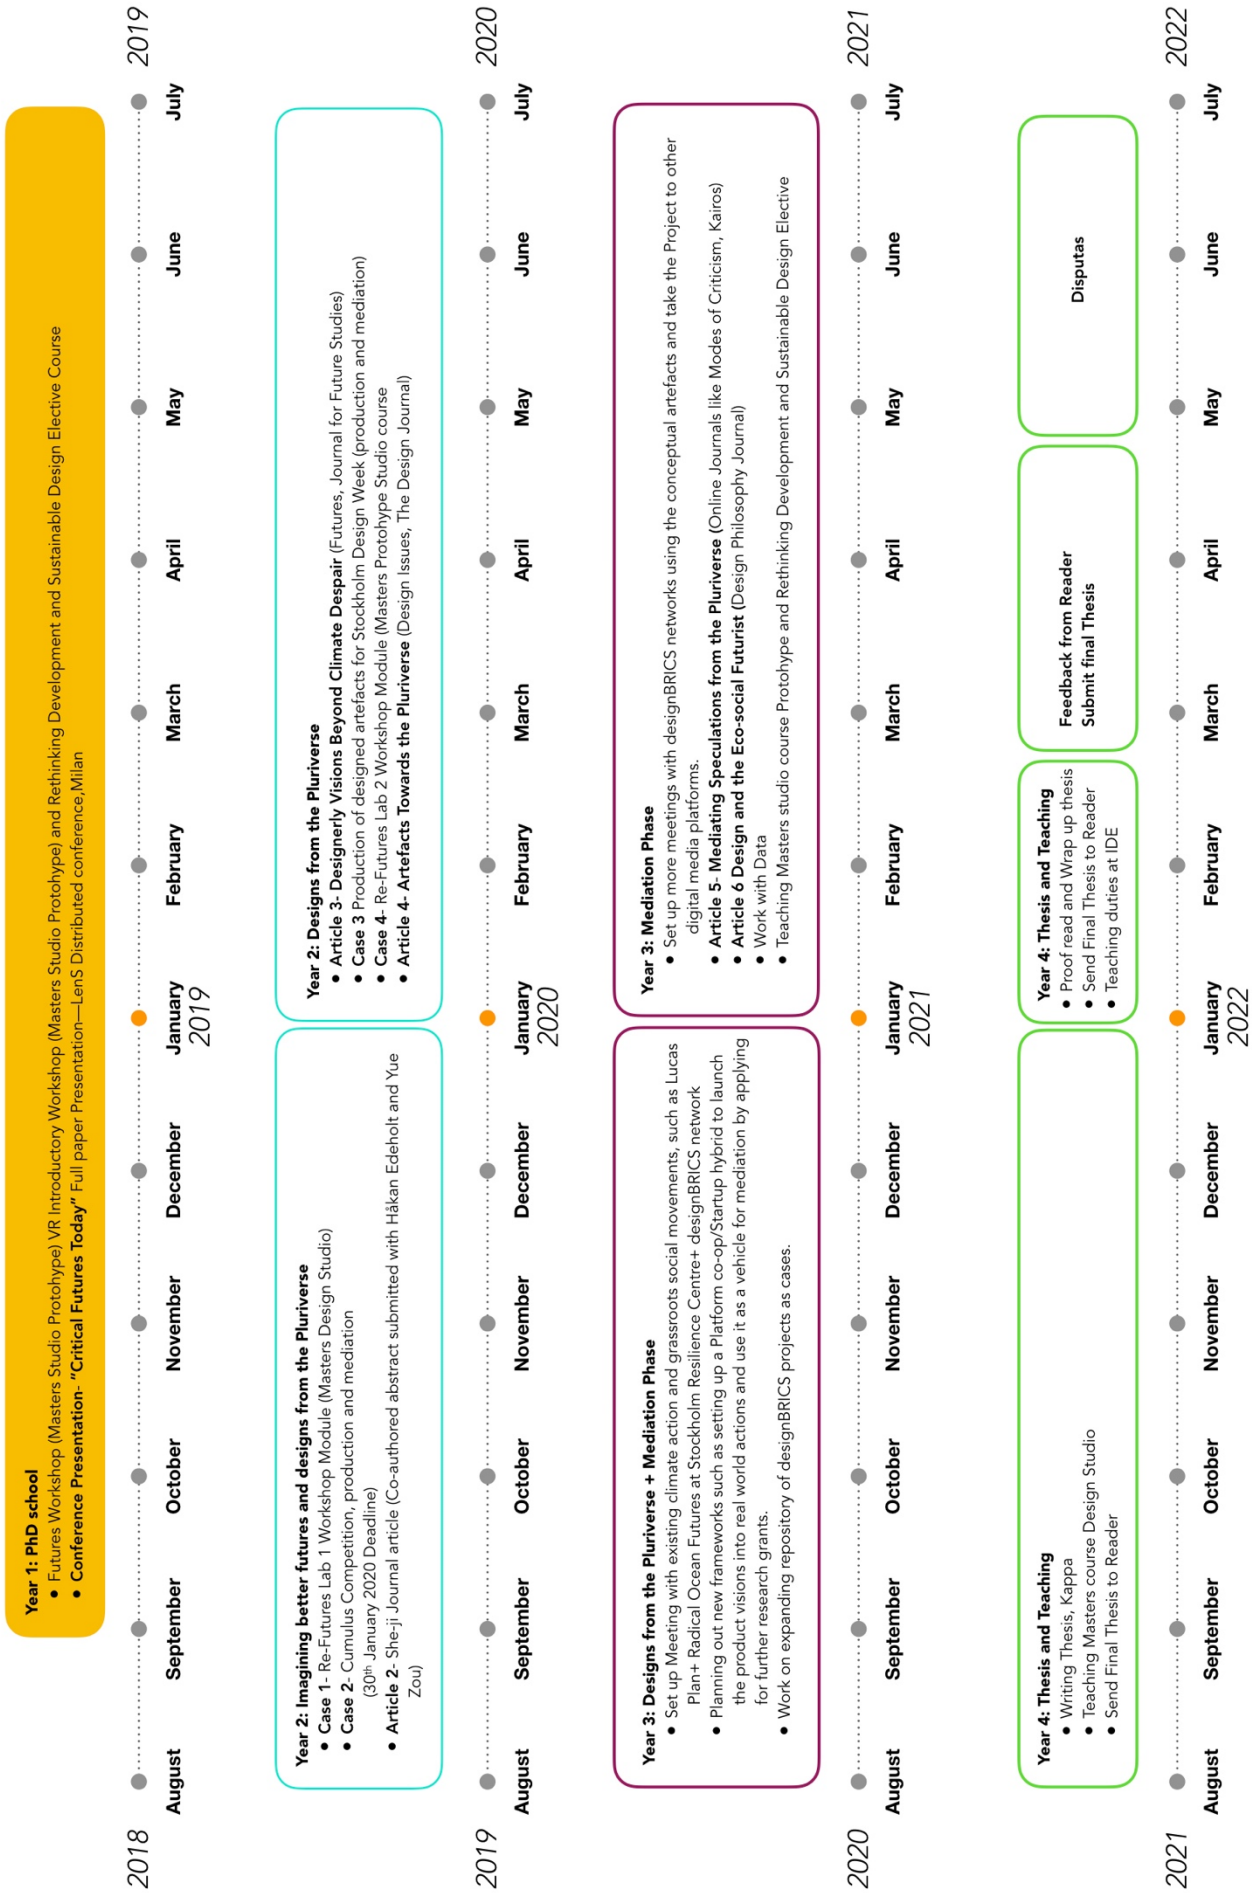 Year 1: PhD school
• Futures Workshop (Masters Studio Protohype) VR Introductory Workshop (Masters Studio Protohype) and Rethinking Development and Sustainable Design Elective Course
• Conference Presentation- “Critical Futures Today” Full paper Presentation—LenS Distributed conference,Milan
2018
2019
August
September
October
November
December
January
2019
February
March
April
May
June
July
Year 2: Imagining better futures and designs from the Pluriverse
• Case 1- Re-Futures Lab 1 Workshop Module (Masters Design Studio)
• Case 2- Cumulus Competition, production and mediation
(30th January 2020 Deadline)
• Article 2- She-ji Journal article (Co-authored abstract submitted with Håkan Edeholt and Yue
Zou)
Year 2: Designs from the Pluriverse
• Article 3- Designerly Visions Beyond Climate Despair (Futures, Journal for Future Studies)
• Case 3 Production of designed artefacts for Stockholm Design Week (production and mediation)
• Case 4- Re-Futures Lab 2 Workshop Module (Masters Protohype Studio course
• Article 4- Artefacts Towards the Pluriverse (Design Issues, The Design Journal)
2019
2020
August
September
October
November
December
January
2020
February
March
April
May
June
July
Year 3: Designs from the Pluriverse + Mediation Phase
• Set up Meeting with existing climate action and grassroots social movements, such as Lucas
Plan+ Radical Ocean Futures at Stockholm Resilience Centre+ designBRICS network
• Planning out new frameworks such as setting up a Platform co-op/Startup hybrid to launch
the product visions into real world actions and use it as a vehicle for mediation by applying
for further research grants.
• Work on expanding repository of designBRICS projects as cases.
Year 3: Mediation Phase
• Set up more meetings with designBRICS networks using the conceptual artefacts and take the Project to other
digital media platforms.
• Article 5- Mediating Speculations from the Pluriverse (Online Journals like Modes of Criticism, Kairos)
• Article 6 Design and the Eco-social Futurist (Design Philosophy Journal)
• Work with Data
• Teaching Masters studio course Protohype and Rethinking Development and Sustainable Design Elective
2020
2021
August
September
October
November
December
January
2021
February
March
April
May
June
July
Year 4: Thesis and Teaching
• Writing Thesis, Kappa
• Teaching Masters course Design Studio
• Send Final Thesis to Reader
Year 4: Thesis and Teaching
• Proof read and Wrap up thesis
• Send Final Thesis to Reader
• Teaching duties at IDE
Feedback from Reader
Submit final Thesis
Disputas
2021
2022
August
September
October
November
December
January
2022
February
March
April
May
June
July